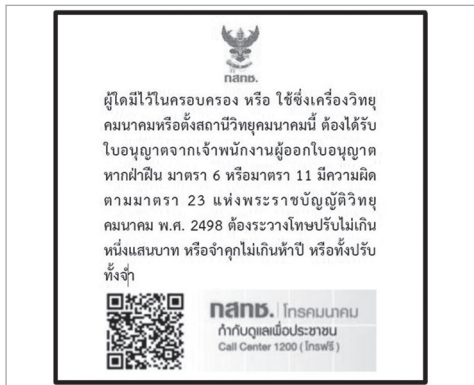 กสทช.
ผู้ใดมีไว้ในครอบครอง หรือ ใช้ซึ่งเครื่องวิทยุ
คมนาคมหรือตั้งสถานีวิทยุคมนาคมนี้ ต้องได้รับ
ใบอนุญาตจากเจ้าพนักงานผู้ออกใบอนุญาต
หากฝ่าฝืน มาตรา 6 หรือมาตรา 11 มีความผิด
ตามมาตรา 23 แห่งพระราชบัญญัติวิทยุ
คมนาคม พ.ศ. 2498 ต้องระวางโทษปรับไม่เกิน
หนึ่งแสนบาท หรือจำคุกไม่เกินห้าปี หรือทั้งปรับ
ทั้งจำ
กสทช. โทรคมนาคม
กำกับดูแลเพื่อประชาชน
Call Center 1200 (โทรฟรี)